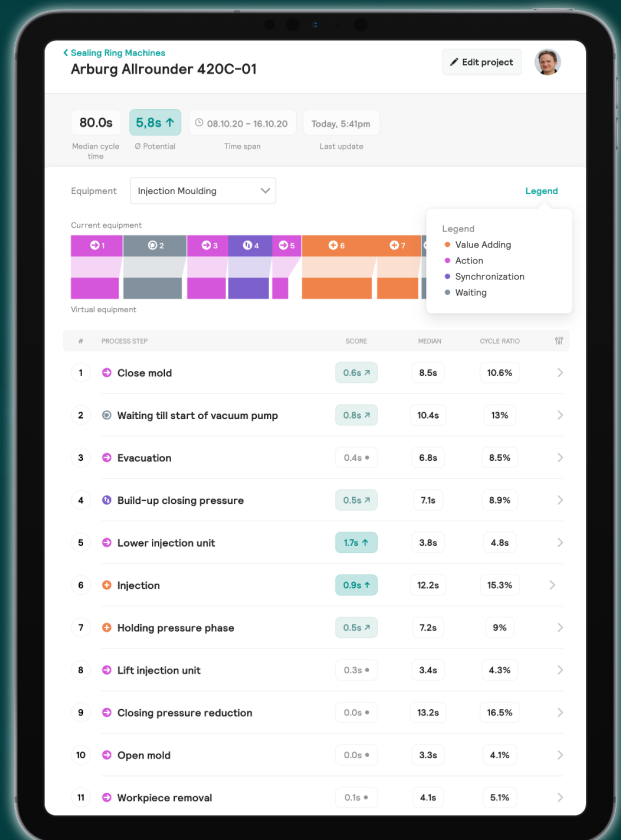 Sealing Ring Machines
Arburg Allrounder 420C-01
Edit project
80.0s
5,8s ↑
08.10.20 – 16.10.20
Today, 5:41pm
Median cycle
time
Ø Potential
Time span
Last update
Equipment
Injection Moulding
Legend
Current equipment
1
2
3
4
5
6
7
Legend
Value Adding
Action
Synchronization
Waiting
Virtual equipment
# PROCESS STEP SCORE MEDIAN CYCLE RATIO
1 Close mold 0.6s ↗ 8.5s 10.6%
2 Waiting till start of vacuum pump 0.8s ↗ 10.4s 13%
3 Evacuation 0.4s • 6.8s 8.5%
4 Build-up closing pressure 0.5s ↗ 7.1s 8.9%
5 Lower injection unit 1.7s ↑ 3.8s 4.8%
6 Injection 0.9s ↑ 12.2s 15.3%
7 Holding pressure phase 0.5s ↗ 7.2s 9%
8 Lift injection unit 0.3s • 3.4s 4.3%
9 Closing pressure reduction 0.0s • 13.2s 16.5%
10 Open mold 0.0s • 3.3s 4.1%
11 Workpiece removal 0.1s • 4.1s 5.1%